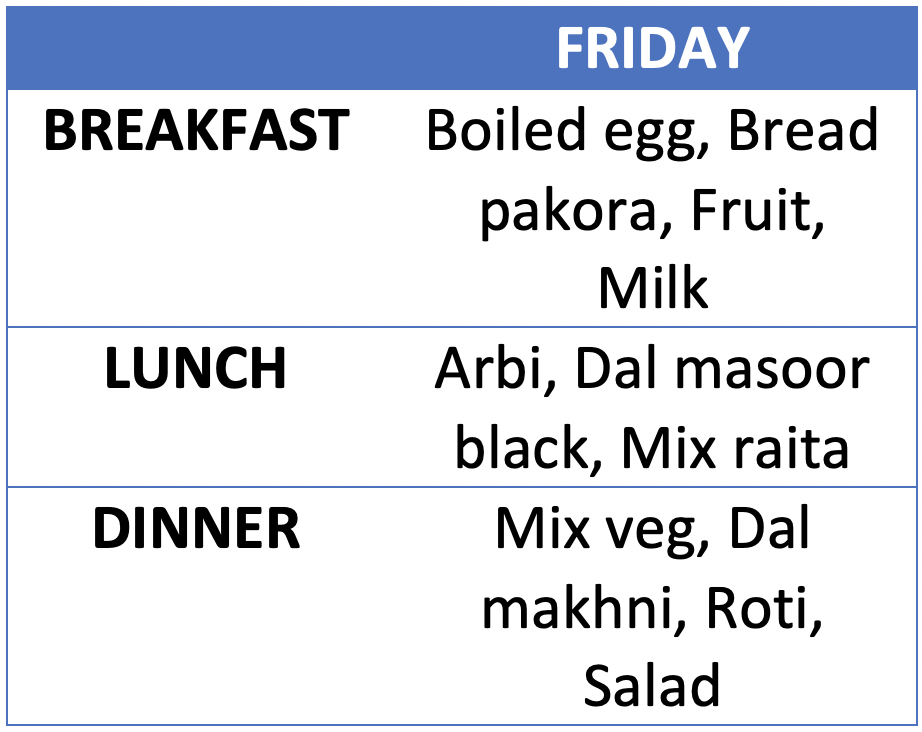 FRIDAY
BREAKFAST Boiled egg, Bread
pakora, Fruit,
Milk
LUNCH Arbi, Dal masoor
black, Mix raita
DINNER Mix veg, Dal
makhni, Roti,
Salad